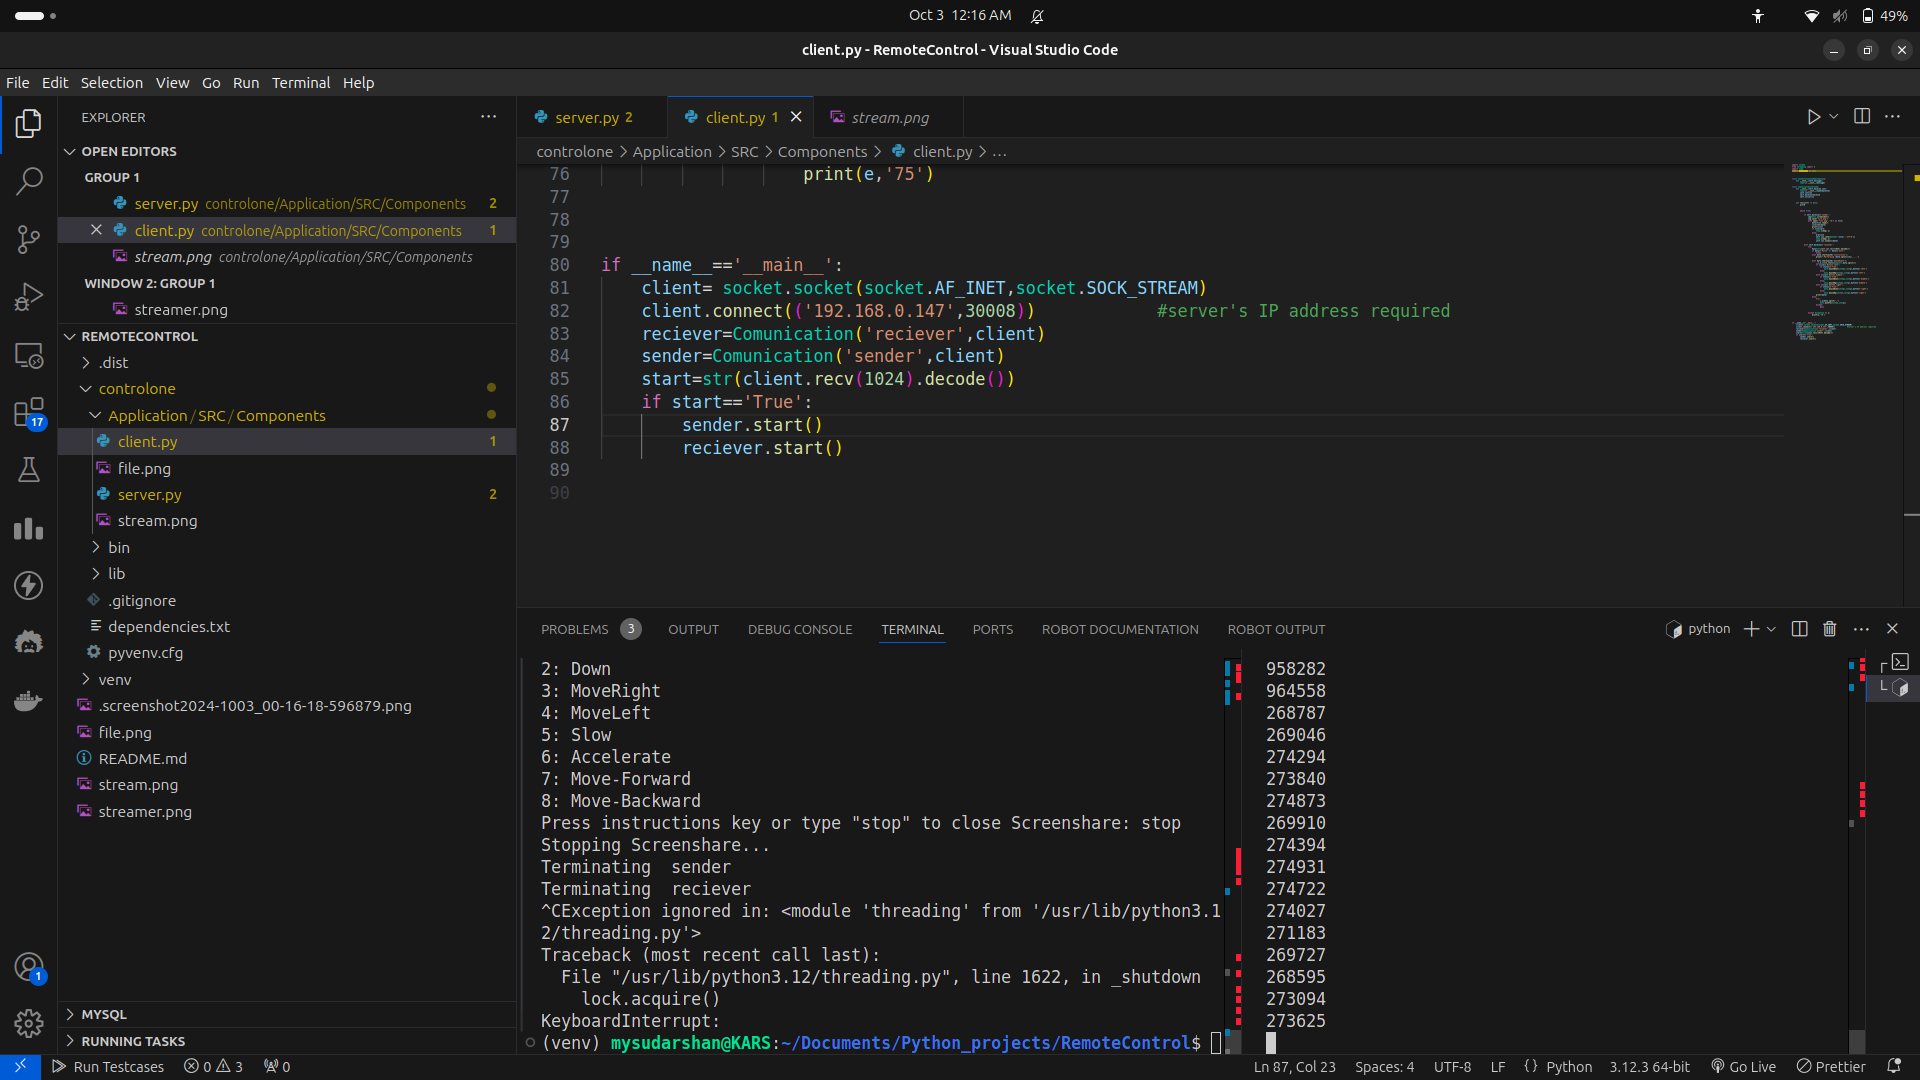 Oct 3 12:16 AM
49%
client.py - RemoteControl - Visual Studio Code
File Edit Selection View Go Run Terminal Help
EXPLORER
OPEN EDITORS
GROUP 1
server.py controlone/Application/SRC/Components 2
client.py controlone/Application/SRC/Components 1
stream.png controlone/Application/SRC/Components
WINDOW 2: GROUP 1
streamer.png
REMOTECONTROL
.dist
controlone
Application / SRC / Components
client.py 1
file.png
server.py 2
stream.png
bin
lib
.gitignore
dependencies.txt
pyvenv.cfg
venv
.screenshot2024-1003_00-16-18-596879.png
file.png
README.md
stream.png
streamer.png
MYSQL
RUNNING TASKS
17
1
server.py 2
client.py 1
stream.png
controlone > Application > SRC > Components > client.py > ...
76 print(e,'75')
77
78
79
80 if __name__=='__main__':
81 client= socket.socket(socket.AF_INET,socket.SOCK_STREAM)
82 client.connect(('192.168.0.147',30008)) #server's IP address required
83 reciever=Comunication('reciever',client)
84 sender=Comunication('sender',client)
85 start=str(client.recv(1024).decode())
86 if start=='True':
87 sender.start()
88 reciever.start()
89
90
PROBLEMS 3 OUTPUT DEBUG CONSOLE TERMINAL PORTS ROBOT DOCUMENTATION ROBOT OUTPUT
python
2: Down
3: MoveRight
4: MoveLeft
5: Slow
6: Accelerate
7: Move-Forward
8: Move-Backward
Press instructions key or type "stop" to close Screenshare: stop
Stopping Screenshare...
Terminating  sender
Terminating  reciever
^CException ignored in: <module 'threading' from '/usr/lib/python3.1
2/threading.py'>
Traceback (most recent call last):
File "/usr/lib/python3.12/threading.py", line 1622, in _shutdown
lock.acquire()
KeyboardInterrupt:
(venv) mysudarshan@KARS:~/Documents/Python_projects/RemoteControl$
958282
964558
268787
269046
274294
273840
274873
269910
274394
274931
274722
274027
271183
269727
268595
273094
273625
Run Testcases 0 3 0
Ln 87, Col 23 Spaces: 4 UTF-8 LF {} Python 3.12.3 64-bit Go Live Prettier